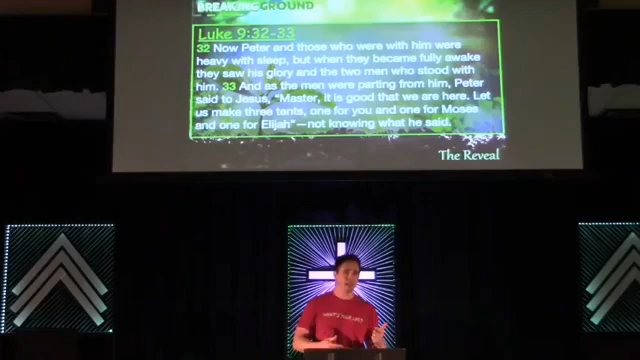 BREAKINGGROUND
Luke 9:32-33
32 Now Peter and those who were with him were
heavy with sleep, but when they became fully awake
they saw his glory and the two men who stood with
him. 33 And as the men were parting from him, Peter
said to Jesus, "Master, it is good that we are here. Let
us make three tents, one for you and one for Moses
and one for Elijah"—not knowing what he said.
The Reveal